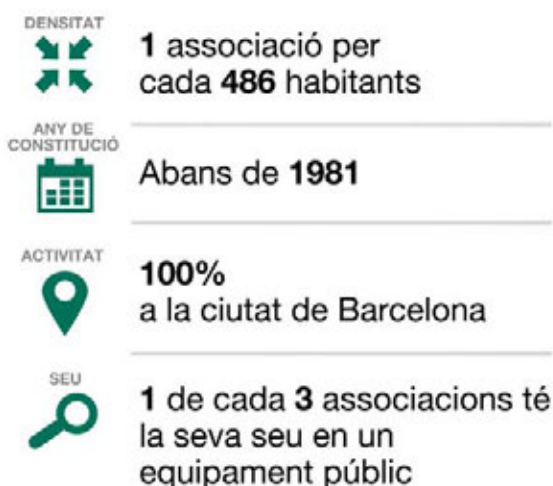 DENSITAT
1 associació per
cada 486 habitants
ANY DE
CONSTITUCIÓ
Abans de 1981
ACTIVITAT
100%
a la ciutat de Barcelona
SEU
1 de cada 3 associacions té
la seva seu en un
equipament públic